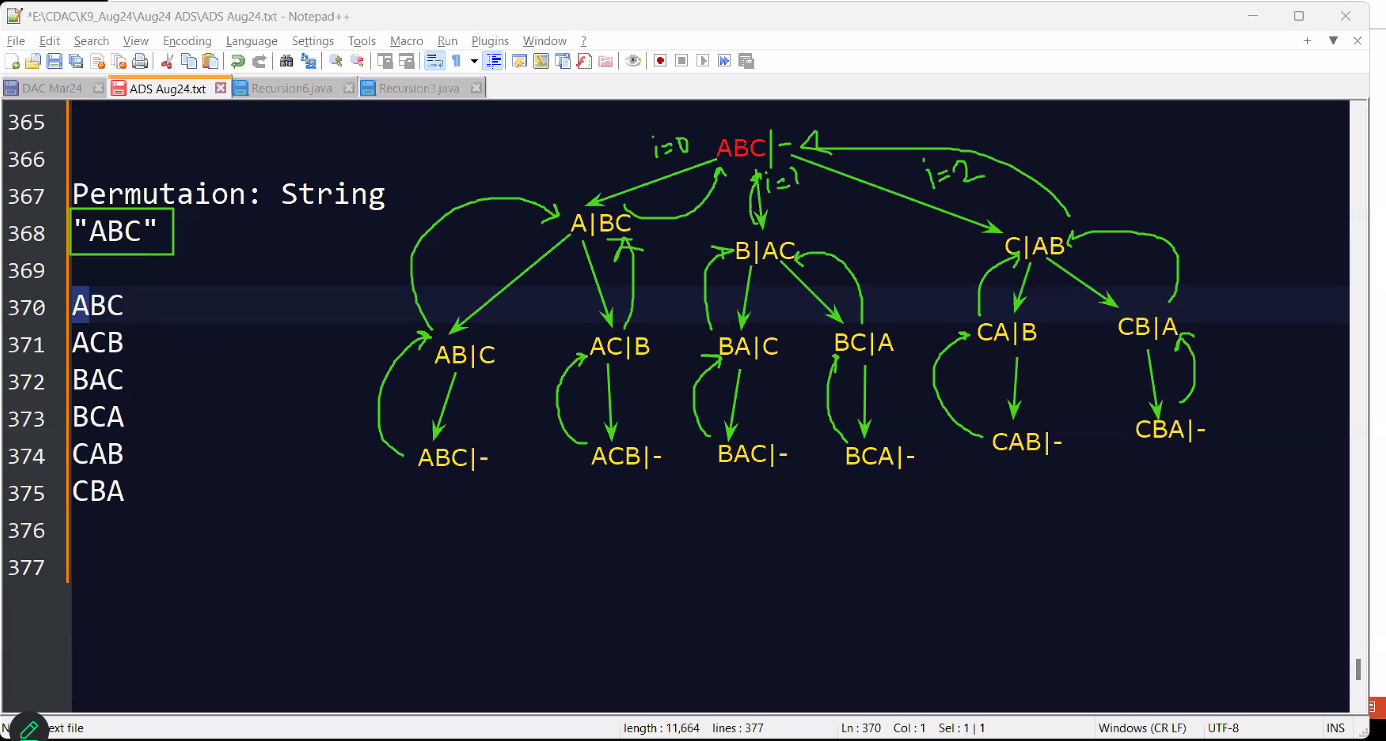 *E:\CDAC\K9_Aug24\Aug24 ADS\ADS Aug24.txt - Notepad++
File Edit Search View Encoding Language Settings Tools Macro Run Plugins Window ?
DAC Mar24 ADS Aug24.txt Recursion6.java Recursion3.java
365
366
367 Permutaion: String
368 "ABC"
369
370 ABC
371 ACB
372 BAC
373 BCA
374 CAB
375 CBA
376
377
i=0 ABC|-
i=1 i=2
A|BC B|AC C|AB
AB|C AC|B BA|C BC|A CA|B CB|A
ABC|- ACB|- BAC|- BCA|- CAB|- CBA|-
ext file length : 11,664 lines : 377 Ln : 370 Col : 1 Sel : 1 | 1 Windows (CR LF) UTF-8 INS